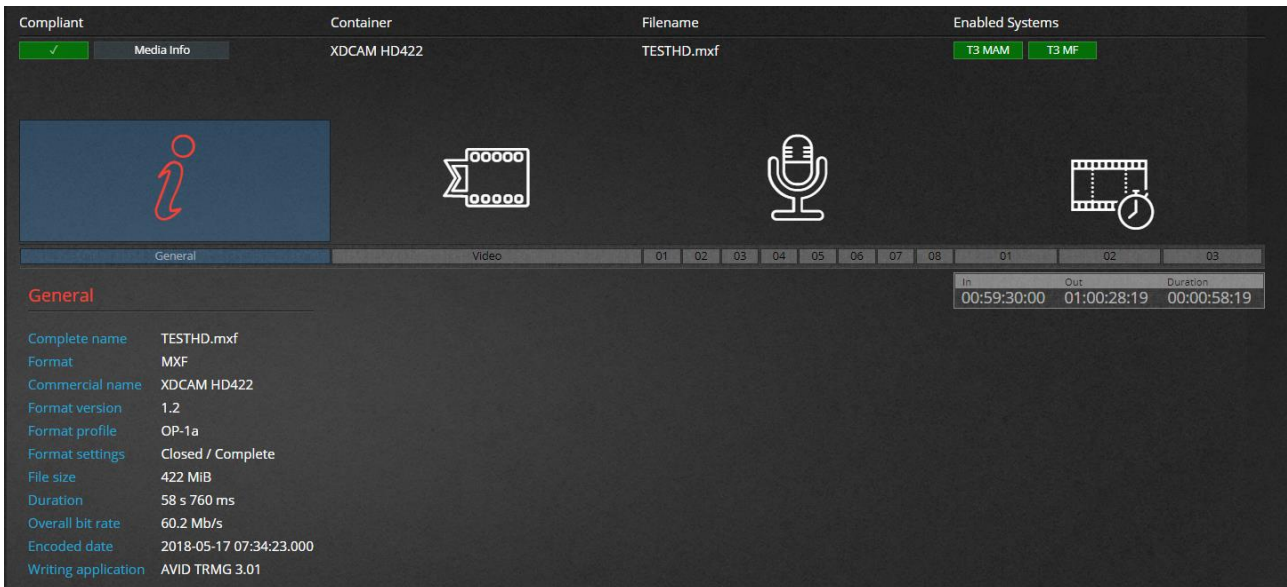 Compliant Container Filename Enabled Systems
✓ Media Info XDCAM HD422 TESTHD.mxf T3 MAM T3 MF
General Video 01 02 03 04 05 06 07 08 01 02 03
In Out Duration
00:59:30:00 01:00:28:19 00:00:58:19
General
Complete name TESTHD.mxf
Format MXF
Commercial name XDCAM HD422
Format version 1.2
Format profile OP-1a
Format settings Closed / Complete
File size 422 MiB
Duration 58 s 760 ms
Overall bit rate 60.2 Mb/s
Encoded date 2018-05-17 07:34:23.000
Writing application AVID TRMG 3.01